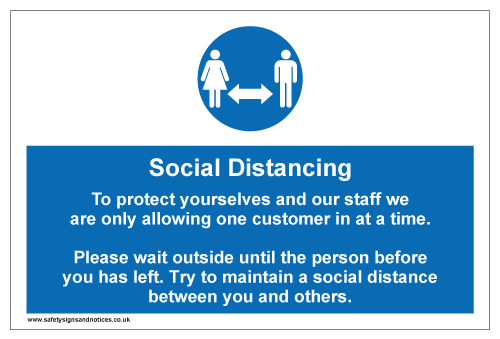 Social Distancing
To protect yourselves and our staff we
are only allowing one customer in at a time.
Please wait outside until the person before
you has left. Try to maintain a social distance
between you and others.
www.safetysignsandnotices.co.uk